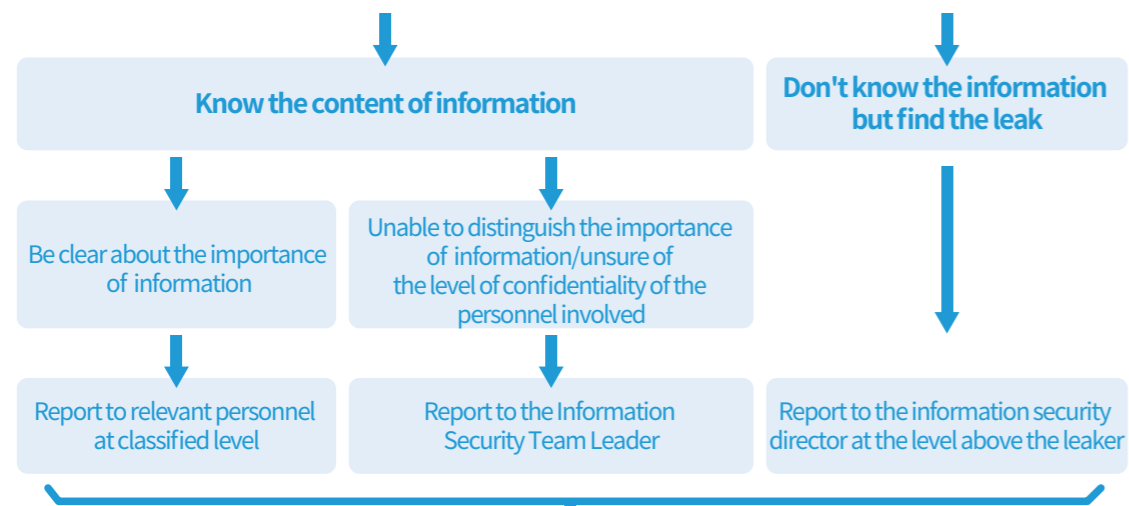 Know the content of information
Don't know the information
but find the leak
Be clear about the importance
of information
Unable to distinguish the importance
of information/unsure of
the level of confidentiality of the
personnel involved
Report to relevant personnel
at classified level
Report to the Information
Security Team Leader
Report to the information security
director at the level above the leaker